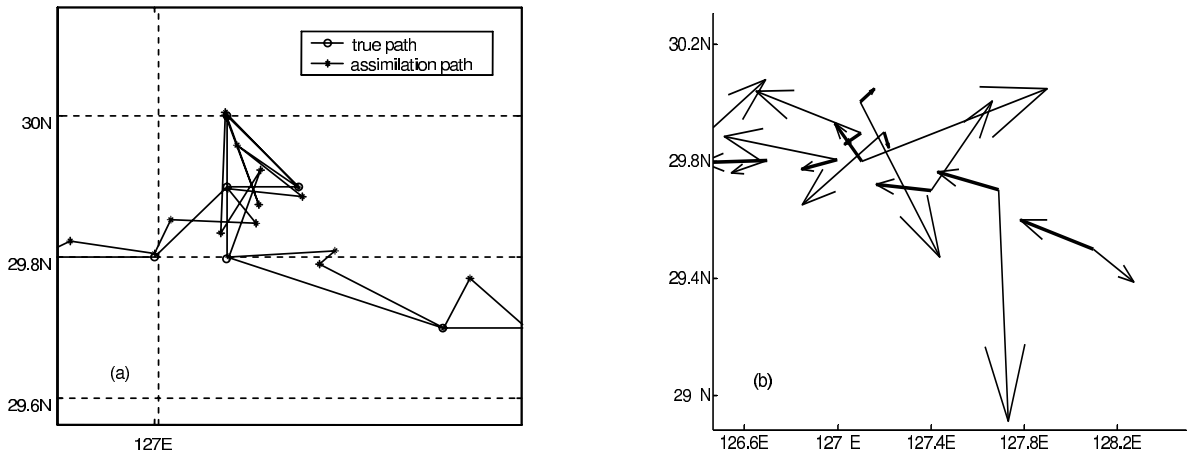 true path
assimilation path
30N
29.8N
29.6N
127E
(a)
30.2N
29.8N
29.4N
29 N
126.6E
127 E
127.4E
127.8E
128.2E
(b)